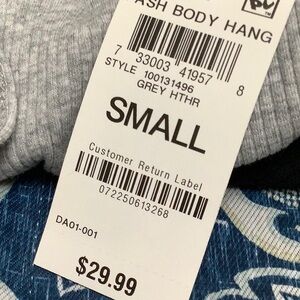 ASH BODY HANG
7 33003 41957 8
STYLE 100131496
GREY HTHR
SMALL
Customer Return Label
072250613268
DA01-001
$29.99